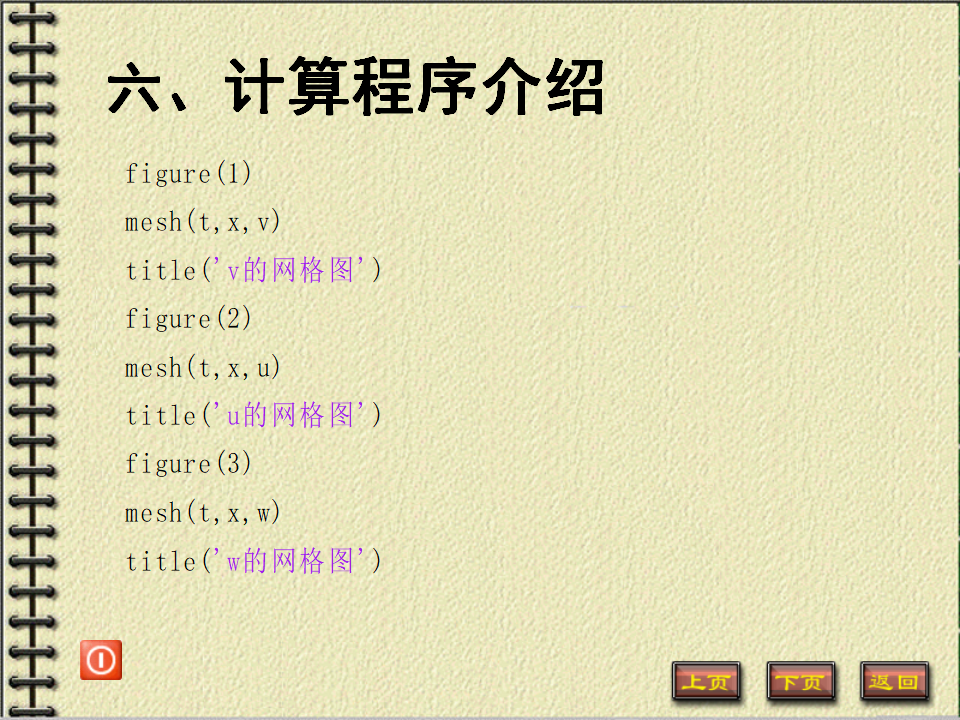 六、计算程序介绍
figure(1)
mesh(t,x,v)
title('v的网格图')
figure(2)
mesh(t,x,u)
title('u的网格图')
figure(3)
mesh(t,x,w)
title('w的网格图')
上页 下页 返回